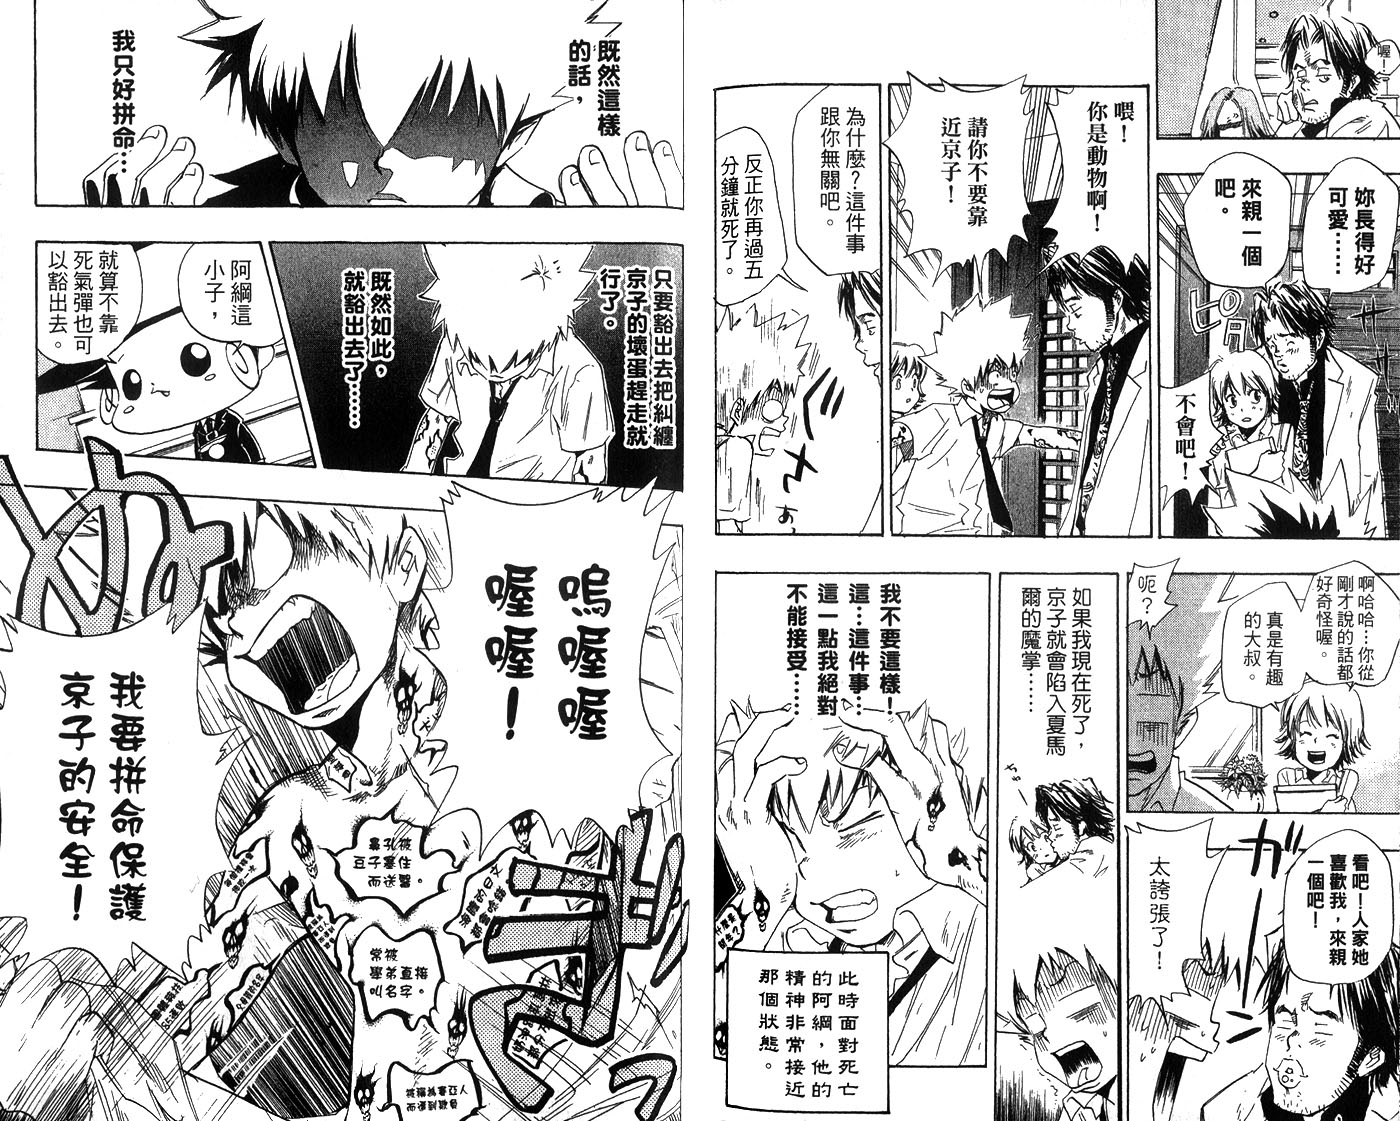 喔！
妳長得好
可愛……
來親一個
吧。
不會吧！
喂！
你是動物啊！
請你不要靠
近京子！
為什麼？這件事
跟你無關吧。
反正你再過五
分鐘就死了。
啊哈哈…你從
剛才說的話都
好奇怪喔。
真是有趣
的大叔。
呃？
看吧！人家她
喜歡我，來親
一個吧！
太誇張了！
如果我現在死了，
京子就會陷入夏馬
爾的魔掌……
我不要這樣！
這…這件事…
這一點我絕對
不能接受……
此時面對死亡
的阿綱，他的
精神非常接近
那個狀態。
既然這樣
的話，
我只好拼命…
只要豁出去把糾纏
京子的壞蛋趕走就
行了。
既然如此，
就豁出去了……
阿綱這
小子，
就算不靠
死氣彈也可
以豁出去。
嗚喔喔
喔喔！
我要拼命保護
京子的安全！
被
鼻孔塞住
豆子而送醫。
常被
學弟直接
叫名字。